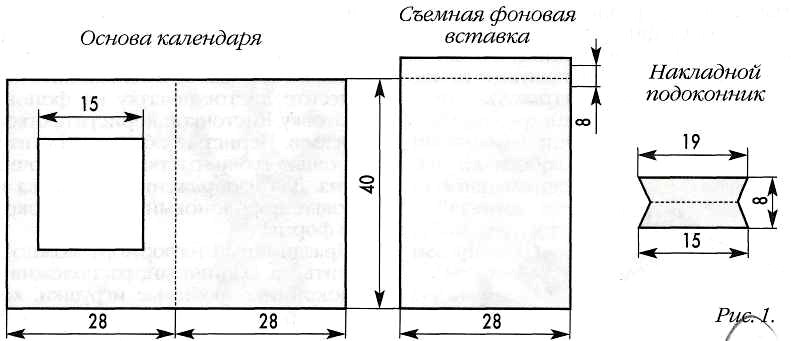 Основа календаря
Съемная фоновая
вставка
Накладной
подоконник
15
8
19
40
8
15
28
28
28
Рис. 1.